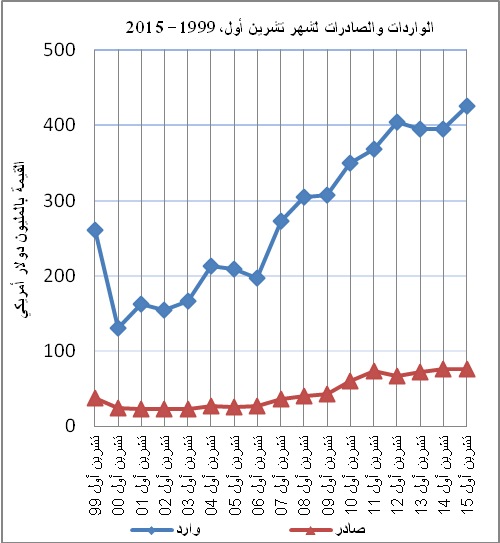 الواردات والصادرات لشهر تشرين أول، 1999 - 2015
القيمة بالمليون دولار أمريكي
500
400
300
200
100
0
تشرين أول 99
تشرين أول 00
تشرين أول 01
تشرين أول 02
تشرين أول 03
تشرين أول 04
تشرين أول 05
تشرين أول 06
تشرين أول 07
تشرين أول 08
تشرين أول 09
تشرين أول 10
تشرين أول 11
تشرين أول 12
تشرين أول 13
تشرين أول 14
تشرين أول 15
وارد
صادر